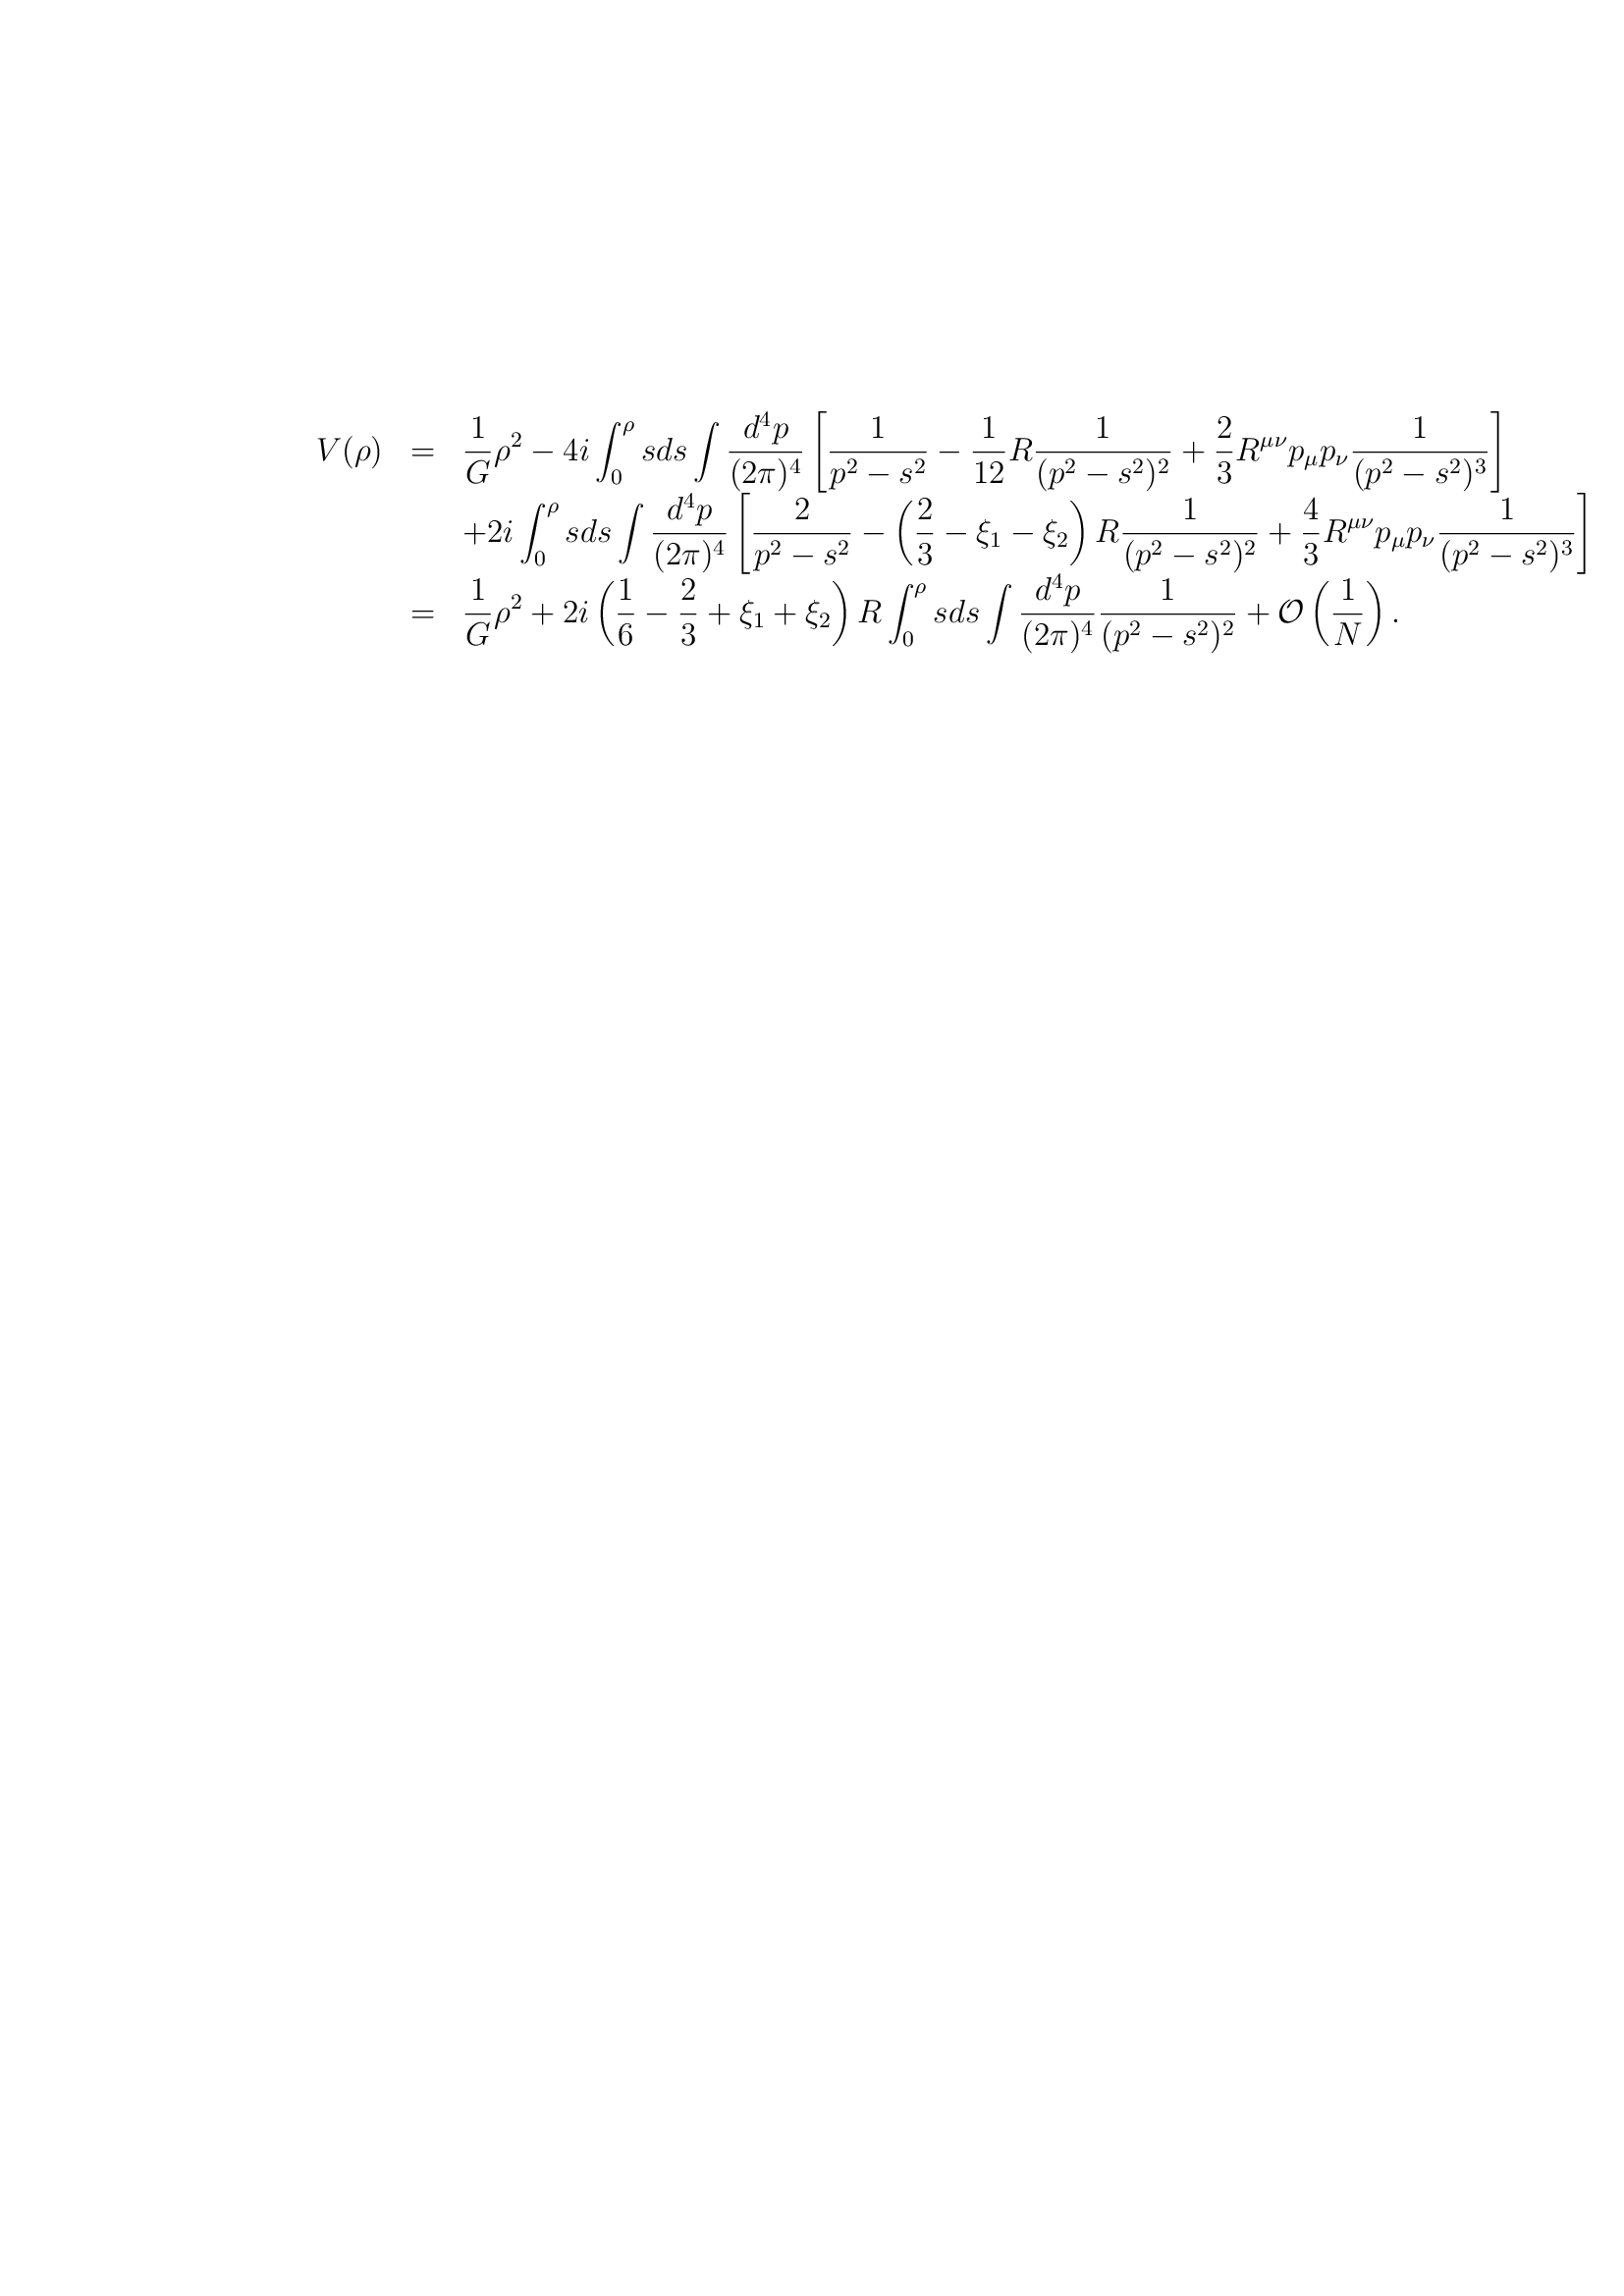 $V(\rho) = \frac{1}{G}\rho^2 - 4i\int_0^\rho sds \int \frac{d^4p}{(2\pi)^4} \left[ \frac{1}{p^2-s^2} - \frac{1}{12}R\frac{1}{(p^2-s^2)^2} + \frac{2}{3}R^{\mu\nu}p_\mu p_\nu\frac{1}{(p^2-s^2)^3} \right]$
$+2i\int_0^\rho sds \int \frac{d^4p}{(2\pi)^4} \left[ \frac{2}{p^2-s^2} - \left(\frac{2}{3}-\xi_1-\xi_2\right)R\frac{1}{(p^2-s^2)^2} + \frac{4}{3}R^{\mu\nu}p_\mu p_\nu\frac{1}{(p^2-s^2)^3} \right]$
$= \frac{1}{G}\rho^2 + 2i\left(\frac{1}{6}-\frac{2}{3}+\xi_1+\xi_2\right)R\int_0^\rho sds \int \frac{d^4p}{(2\pi)^4}\frac{1}{(p^2-s^2)^2} + \mathcal{O}\left(\frac{1}{N}\right).$